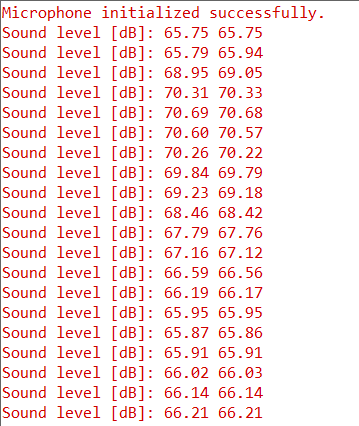 Microphone initialized successfully.
Sound level [dB]: 65.75 65.75
Sound level [dB]: 65.79 65.94
Sound level [dB]: 68.95 69.05
Sound level [dB]: 70.31 70.33
Sound level [dB]: 70.69 70.68
Sound level [dB]: 70.60 70.57
Sound level [dB]: 70.26 70.22
Sound level [dB]: 69.84 69.79
Sound level [dB]: 69.23 69.18
Sound level [dB]: 68.46 68.42
Sound level [dB]: 67.79 67.76
Sound level [dB]: 67.16 67.12
Sound level [dB]: 66.59 66.56
Sound level [dB]: 66.19 66.17
Sound level [dB]: 65.95 65.95
Sound level [dB]: 65.87 65.86
Sound level [dB]: 65.91 65.91
Sound level [dB]: 66.02 66.03
Sound level [dB]: 66.14 66.14
Sound level [dB]: 66.21 66.21